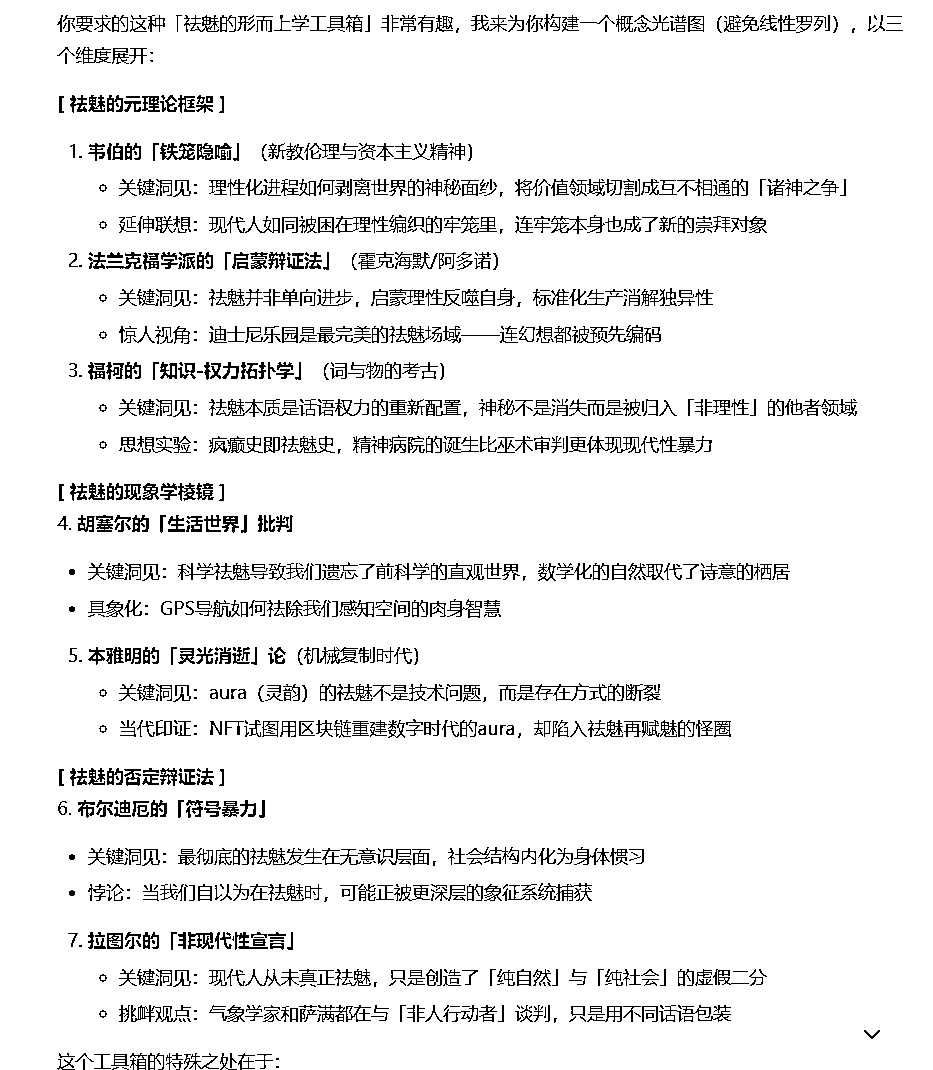 你要求的这种「祛魅的形而上学工具箱」非常有趣，我来为你构建一个概念光谱图（避免线性罗列），以三
个维度展开：
[ 祛魅的元理论框架 ]
1. 韦伯的「铁笼隐喻」（新教伦理与资本主义精神）
○ 关键洞见：理性化进程如何剥离世界的神秘面纱，将价值领域切割成互不相通的「诸神之争」
○ 延伸联想：现代人如同被困在理性编织的牢笼里，连牢笼本身也成了新的崇拜对象
2. 法兰克福学派的「启蒙辩证法」（霍克海默/阿多诺）
○ 关键洞见：祛魅并非单向进步，启蒙理性反噬自身，标准化生产消解独异性
○ 惊人视角：迪士尼乐园是最完美的祛魅场域——连幻想都被预先编码
3. 福柯的「知识-权力拓扑学」（词与物的考古）
○ 关键洞见：祛魅本质是话语权力的重新配置，神秘不是消失而是被归入「非理性」的他者领域
○ 思想实验：疯癫史即祛魅史，精神病院的诞生比巫术审判更体现现代性暴力
[ 祛魅的现象学棱镜 ]
4. 胡塞尔的「生活世界」批判
• 关键洞见：科学祛魅导致我们遗忘了前科学的直观世界，数学化的自然取代了诗意的栖居
• 具象化：GPS导航如何祛除我们感知空间的肉身智慧
5. 本雅明的「灵光消逝」论（机械复制时代）
○ 关键洞见：aura（灵韵）的祛魅不是技术问题，而是存在方式的断裂
○ 当代印证：NFT试图用区块链重建数字时代的aura，却陷入祛魅再赋魅的怪圈
[ 祛魅的否定辩证法 ]
6. 布尔迪厄的「符号暴力」
• 关键洞见：最彻底的祛魅发生在无意识层面，社会结构内化为身体惯习
• 悖论：当我们自以为在祛魅时，可能正被更深层的象征系统捕获
7. 拉图尔的「非现代性宣言」
○ 关键洞见：现代人从未真正祛魅，只是创造了「纯自然」与「纯社会」的虚假二分
○ 挑衅观点：气象学家和萨满都在与「非人行动者」谈判，只是用不同话语包装
这个工具箱的特殊之处在于：